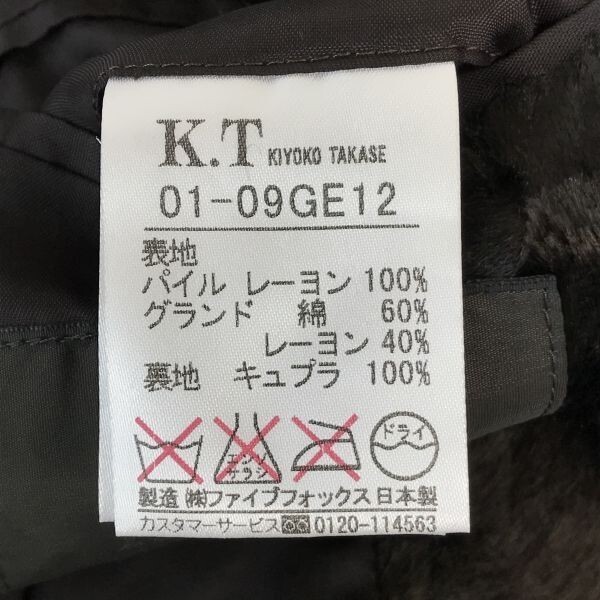 K.T KIYOKO TAKASE
01-09GE12
表地
パイル レーヨン 100%
グランド 綿 60%
レーヨン 40%
裏地 キュプラ 100%
エンソ
サラシ
ドライ
製造 ㈱ファイブフォックス 日本製
カスタマーサービス 0120-114563